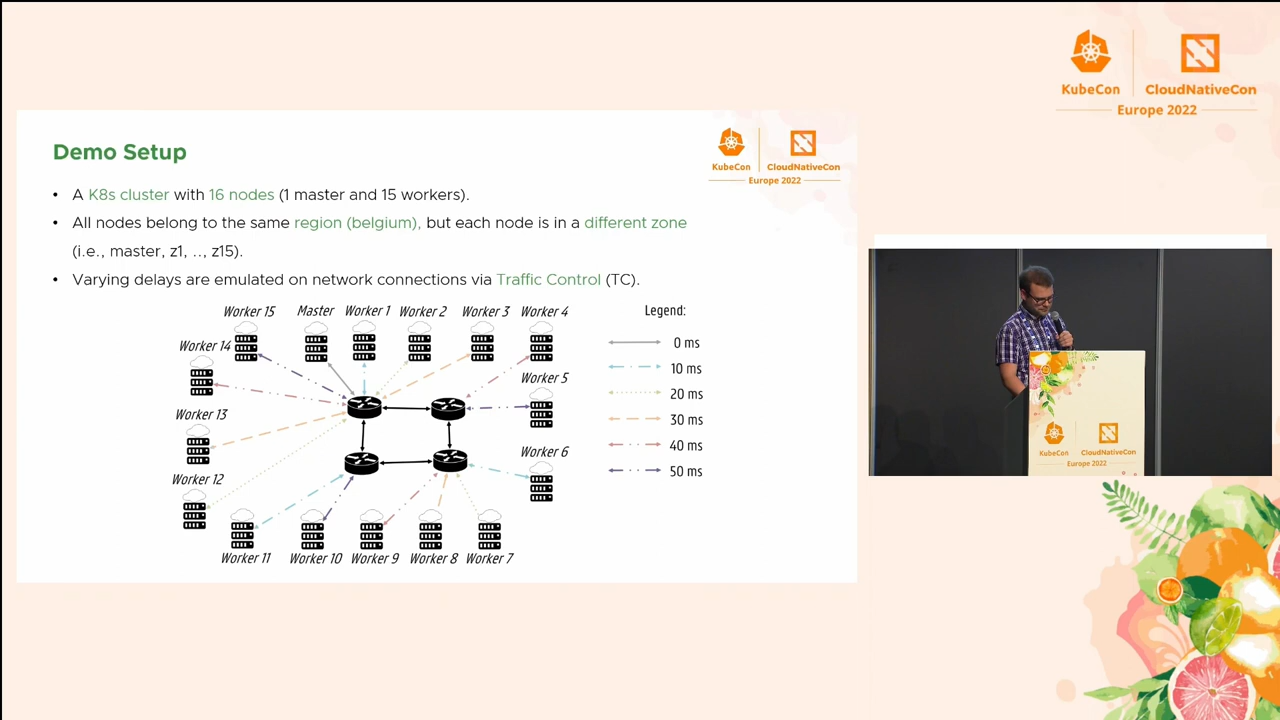 KubeCon
CloudNativeCon
Europe 2022
Demo Setup
KubeCon
CloudNativeCon
Europe 2022
• A K8s cluster with 16 nodes (1 master and 15 workers).
• All nodes belong to the same region (belgium), but each node is in a different zone
(i.e., master, z1, .., z15).
• Varying delays are emulated on network connections via Traffic Control (TC).
Worker 15
Master
Worker 1
Worker 2
Worker 3
Worker 4
Worker 14
Worker 5
Worker 13
Worker 6
Worker 12
Worker 11
Worker 10
Worker 9
Worker 8
Worker 7
Legend:
0 ms
10 ms
20 ms
30 ms
40 ms
50 ms
KubeCon
CloudNativeCon
Europe 2022